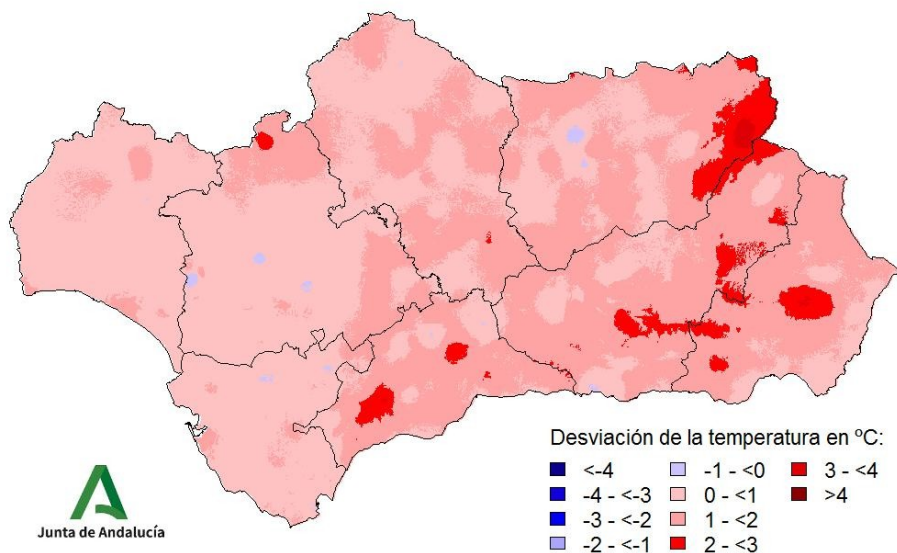 Desviación de la temperatura en ºC:
<-4
-1 - <0
3 - <4
-4 - <-3
0 - <1
>4
-3 - <-2
1 - <2
-2 - <-1
2 - <3
Junta de Andalucía